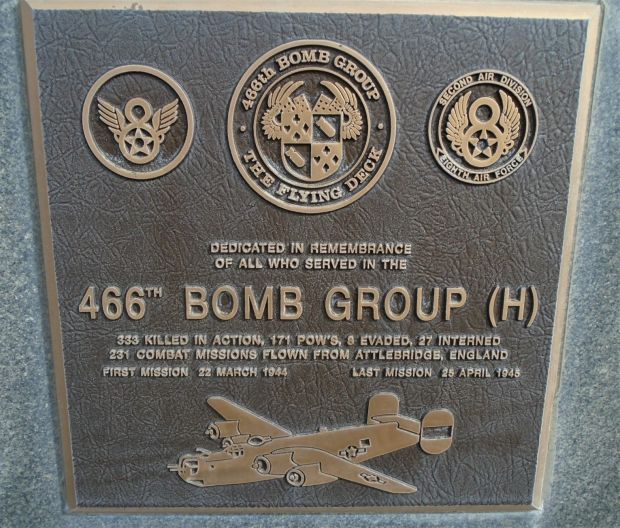 466th BOMB GROUP
THE FLYING DECK
SECOND AIR DIVISION
EIGHTH AIR FORCE
DEDICATED IN REMEMBRANCE
OF ALL WHO SERVED IN THE
466TH BOMB GROUP (H)
333 KILLED IN ACTION, 171 POW'S, 8 EVADED, 27 INTERNED
231 COMBAT MISSIONS FLOWN FROM ATTLEBRIDGE, ENGLAND
FIRST MISSION 22 MARCH 1944 LAST MISSION 25 APRIL 1945